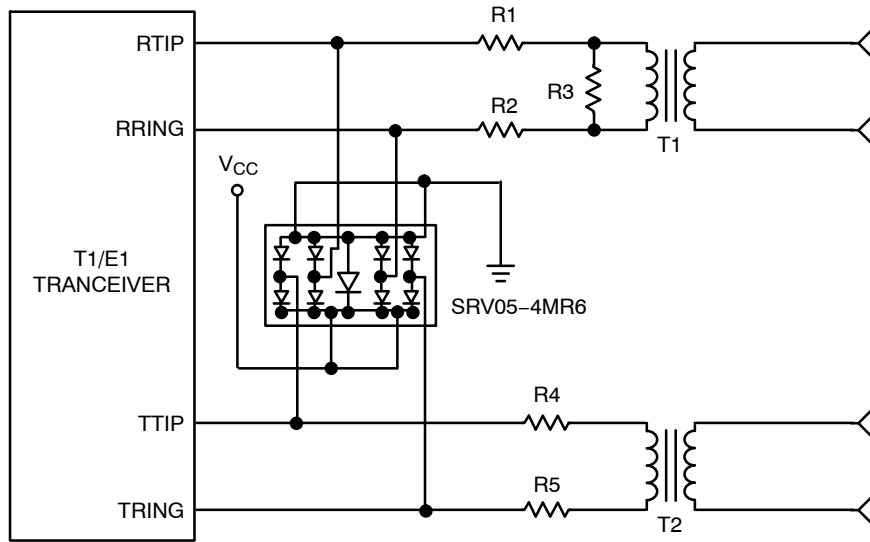 R1
RTIP
R3
R2
RRING
T1
VCC
T1/E1
TRANCEIVER
SRV05–4MR6
R4
TTIP
R5
TRING
T2